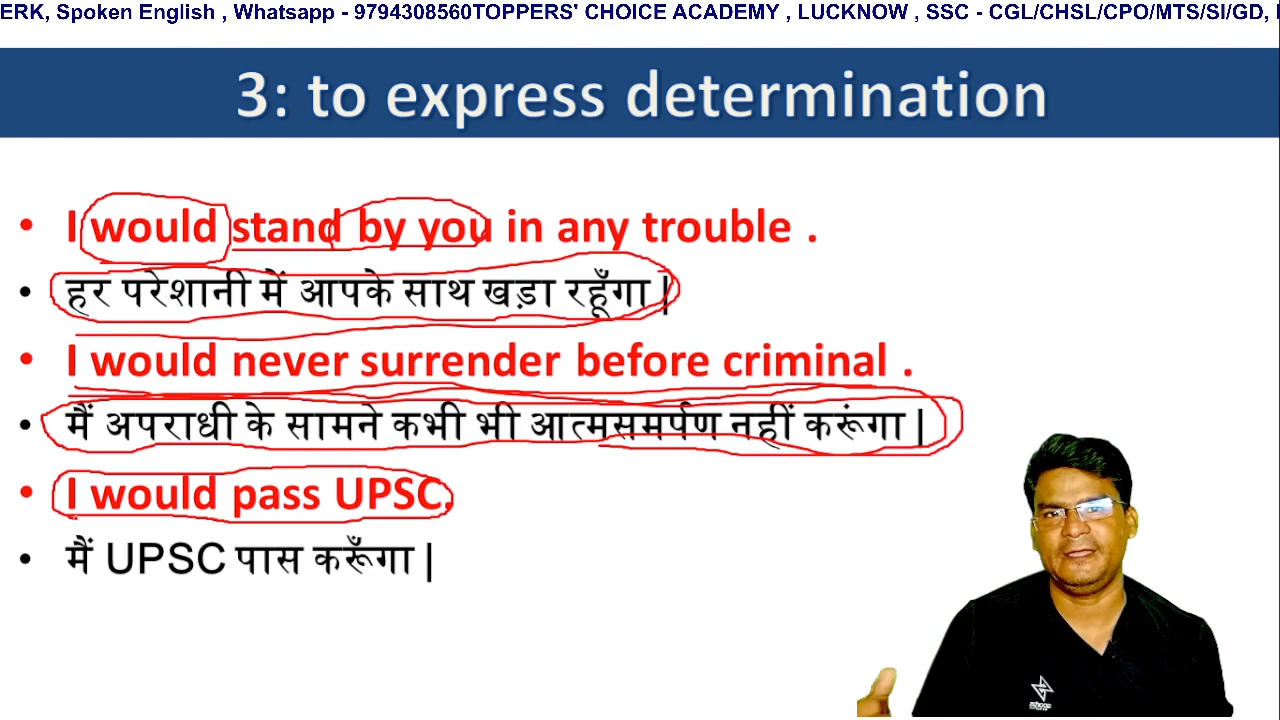 ERK, Spoken English , Whatsapp - 9794308560TOPPERS' CHOICE ACADEMY , LUCKNOW , SSC - CGL/CHSL/CPO/MTS/SI/GD,
3: to express determination
• I would stand by you in any trouble .
• हर परेशानी में आपके साथ खड़ा रहूँगा |
• I would never surrender before criminal .
• मैं अपराधी के सामने कभी भी आत्मसमर्पण नहीं करूंगा |
• I would pass UPSC,
• मैं UPSC पास करूँगा |